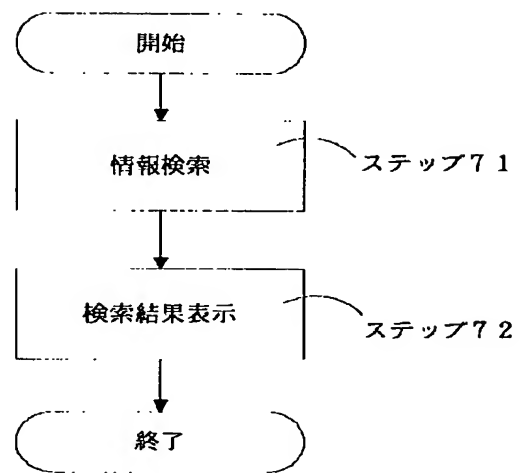 開始
情報検索
ステップ７１
検索結果表示
ステップ７２
終了